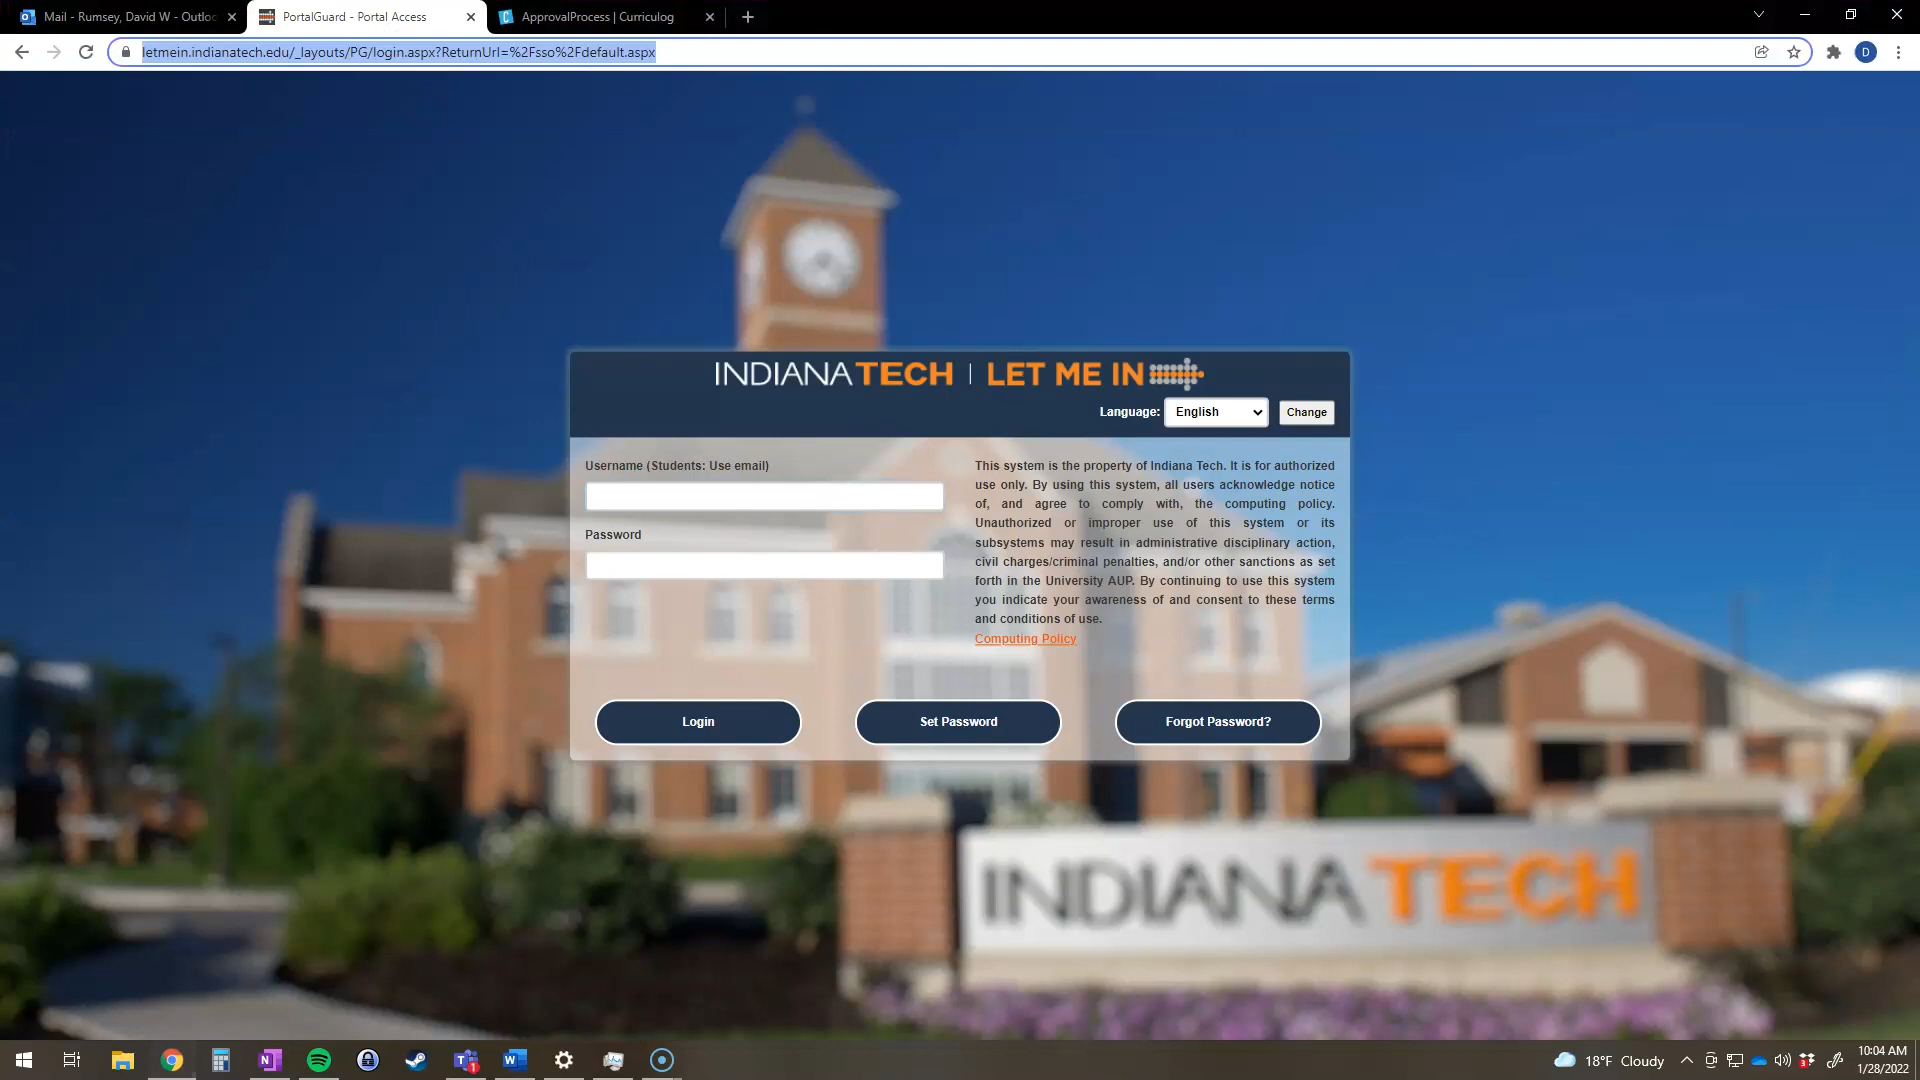 Mail - Rumsey, David W - Outloo
PortalGuard - Portal Access
ApprovalProcess | Curriculog
letmein.indianatech.edu/_layouts/PG/login.aspx?ReturnUrl=%2Fsso%2Fdefault.aspx
D
INDIANA TECH | LET ME IN
Language: English Change
Username (Students: Use email)
Password
This system is the property of Indiana Tech. It is for authorized
use only. By using this system, all users acknowledge notice
of, and agree to comply with, the computing policy.
Unauthorized or improper use of this system or its
subsystems may result in administrative disciplinary action,
civil charges/criminal penalties, and/or other sanctions as set
forth in the University AUP. By continuing to use this system
you indicate your awareness of and consent to these terms
and conditions of use.
Computing Policy
Login
Set Password
Forgot Password?
INDIANA TECH
18°F Cloudy
10:04 AM
1/28/2022